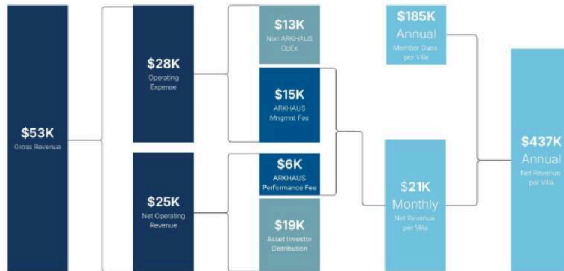 $53K
Gross Revenue
$28K
Operating
Expense
$25K
Net Operating
Revenue
$13K
Non ARKHAUS
OpEx
$15K
ARKHAUS
Mngmnt Fee
$6K
ARKHAUS
Performance Fee
$19K
Asset Investor
Distribution
$185K
Annual
Member Dues
per Villa
$21K
Monthly
Net Revenue
per Villa
$437K
Annual
Net Revenue
per Villa